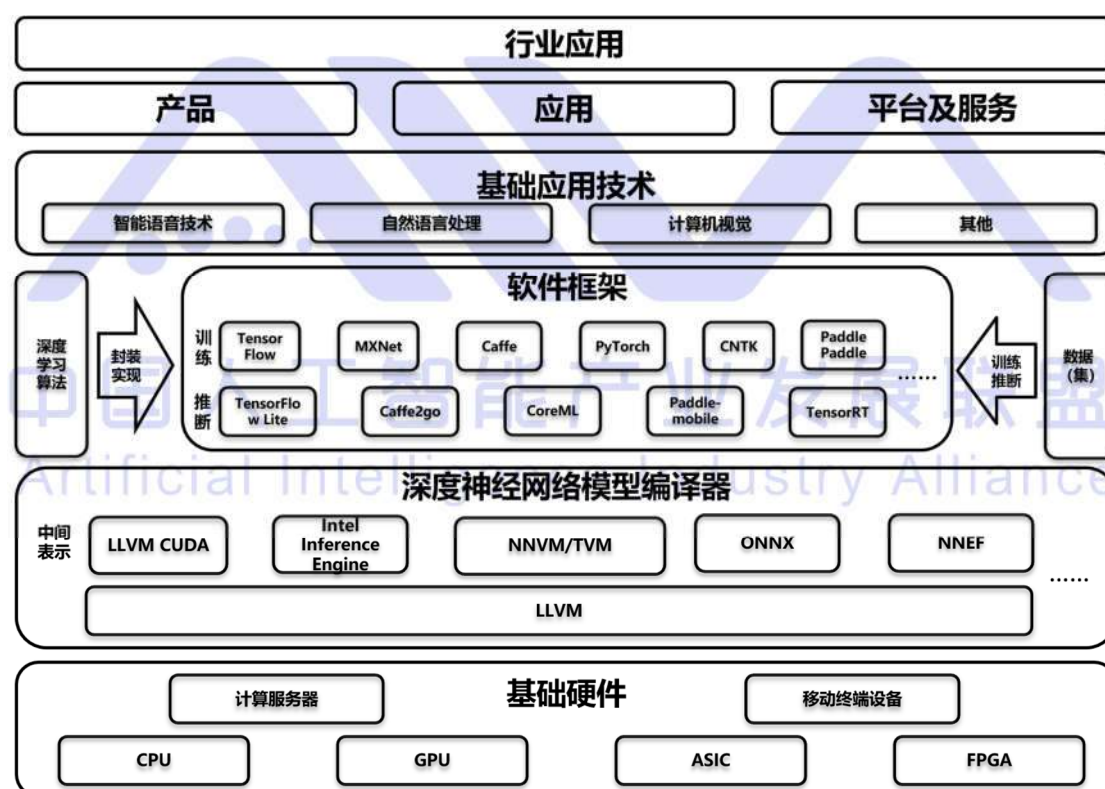 行业应用
产品
应用
平台及服务
基础应用技术
智能语音技术
自然语言处理
计算机视觉
其他
深度
学习
算法
封装
实现
软件框架
训
练
Tensor
Flow
MXNet
Caffe
PyTorch
CNTK
Paddle
Paddle
……
推
断
TensorFlo
w Lite
Caffe2go
CoreML
Paddle-
mobile
TensorRT
训练
推断
数据
(集)
中国人工智能产业发展联盟
Artificial Intelligence Industry Alliance
深度神经网络模型编译器
中间
表示
LLVM CUDA
Intel
Inference
Engine
NNVM/TVM
ONNX
NNEF
……
LLVM
基础硬件
计算服务器
移动终端设备
CPU
GPU
ASIC
FPGA